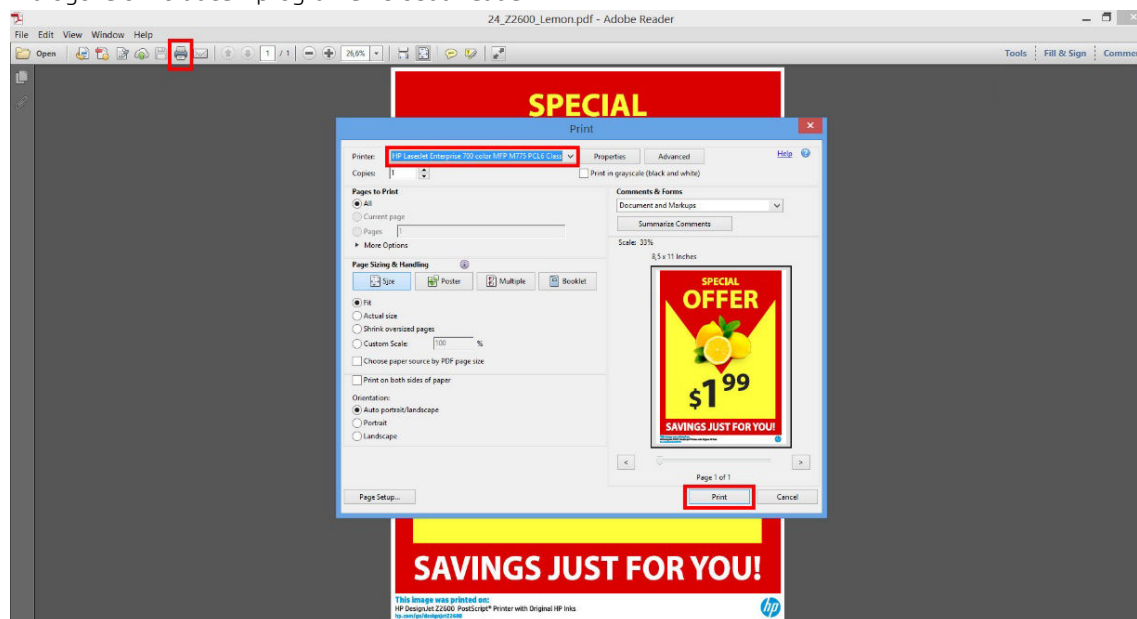 24_Z2600_Lemon.pdf - Adobe Reader
File Edit View Window Help
Open 1 / 1 26,6% Tools Fill & Sign Comme
SPECIAL
Print
Printer: HP LaserJet Enterprise 700 color MFP M775 PCL6 Class Properties Advanced Help
Copies: 1 Print in grayscale (black and white)
Pages to Print
All
Current page
Pages 1
More Options
Page Sizing & Handling
Size Poster Multiple Booklet
Fit
Actual size
Shrink oversized pages
Custom Scale: 100 %
Choose paper source by PDF page size
Print on both sides of paper
Orientation:
Auto portrait/landscape
Portrait
Landscape
Comments & Forms
Document and Markups
Summarize Comments
Scale: 33%
8,5 x 11 Inches
SPECIAL
OFFER
$1 99
SAVINGS JUST FOR YOU!
< >
Page 1 of 1
Page Setup... Print Cancel
SAVINGS JUST FOR YOU!
This image was printed on:
HP DesignJet Z2600 PostScript® Printer with Original HP Inks
hp.com/go/designjetZ2600
hp